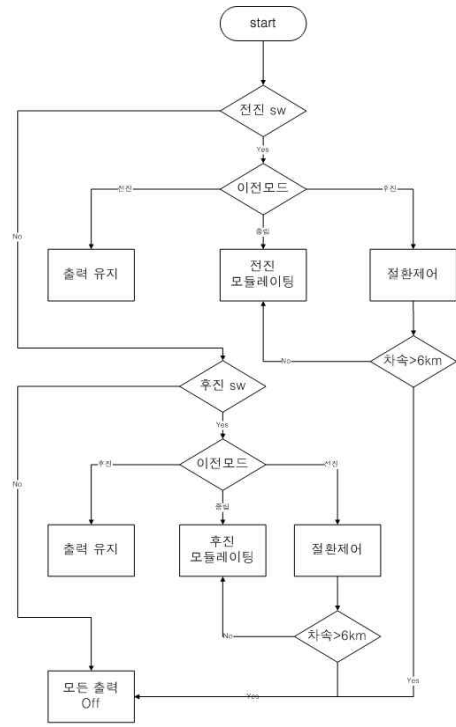 start
전진 sw
Yes
이전모드
전진
후진
중립
No
출력 유지
전진
모듈레이팅
절환제어
차속>6km
No
후진 sw
Yes
No
이전모드
후진
전진
중립
출력 유지
후진
모듈레이팅
절환제어
차속>6km
No
Yes
모든 출력
Off
Yes